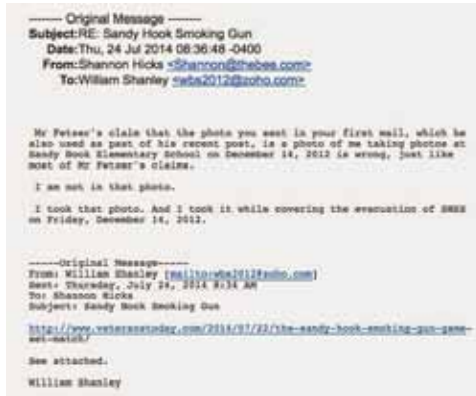 -------- Original Message --------
Subject:RE: Sandy Hook Smoking Gun
Date:Thu, 24 Jul 2014 08:36:48 -0400
From:Shannon Hicks <Shannon@thebee.com>
To:William Shanley <wbs2012@zoho.com>
Mr Fetzer's claim that the photo you sent in your first mail, which he
also used as part of his recent post, is a photo of me taking photos at
Sandy Hook Elementary School on December 14, 2012 is wrong, just like
most of Mr Fetzer's claims.
I am not in that photo.
I took that photo. And I took it while covering the evacuation of SHES
on Friday, December 14, 2012.
-----Original Message-----
From: William Shanley [mailto:wbs2012@zoho.com]
Sent: Thursday, July 24, 2014 8:34 AM
To: Shannon Hicks
Subject: Sandy Hook Smoking Gun
http://www.veteranstoday.com/2014/07/22/the-sandy-hook-smoking-gun-game-
set-match/
See attached.
William Shanley